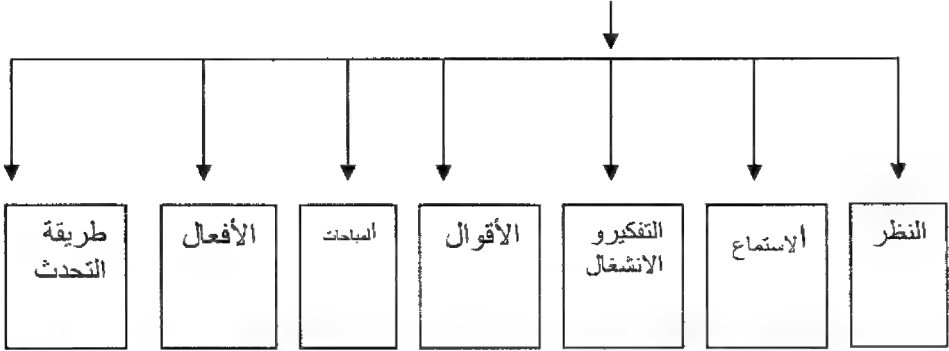 النظر
الاستماع
التفكيرو
الانشغال
الأقوال
المباحات
الأفعال
طريقة
التحدث